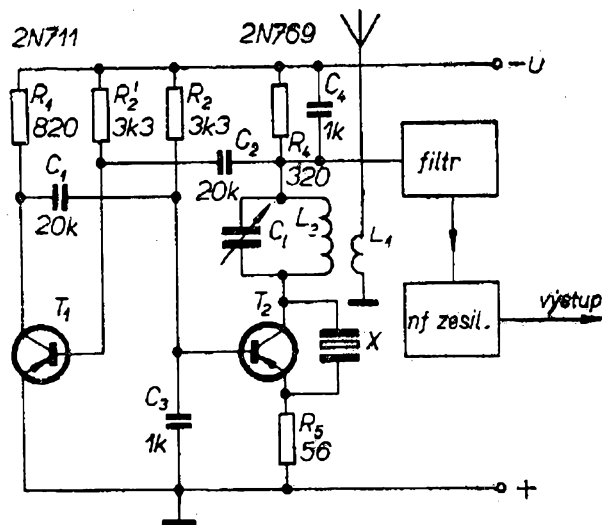 2N711
2N769
-U
R1
820
R2'
3k3
R2
3k3
C4
1k
C2
20k
R4
320
C1
20k
filtr
C1
L2
L1
T1
T2
X
nf zesil.
výstup
C3
1k
R5
56
+